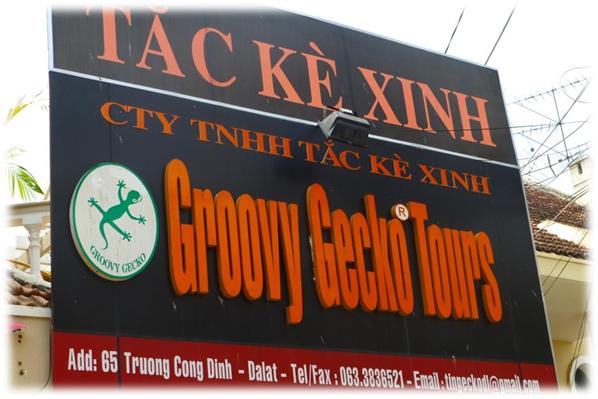 TẮC KÈ XINH
CTY TNHH TẮC KÈ XINH
GROOVY GECKO
Groovy Gecko® Tours
Add: 65 Truong Cong Dinh - Dalat - Tel/Fax : 063.3836521 - Email : tingeckodl@gmail.com